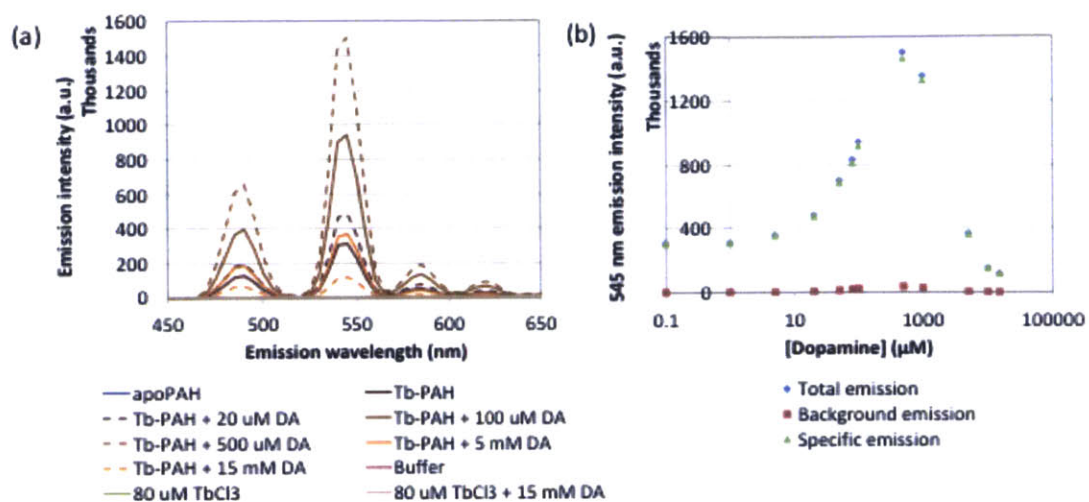 (a)
Emission intensity (a.u.)
Thousands
1600
1400
1200
1000
800
600
400
200
0
450 500 550 600 650
Emission wavelength (nm)
apoPAH Tb-PAH
Tb-PAH + 20 uM DA Tb-PAH + 100 uM DA
Tb-PAH + 500 uM DA Tb-PAH + 5 mM DA
Tb-PAH + 15 mM DA Buffer
80 uM TbCl3 80 uM TbCl3 + 15 mM DA
(b)
545 nm emission intensity (a.u.)
Thousands
1600
1200
800
400
0
0.1 10 1000 100000
[Dopamine] (µM)
Total emission
Background emission
Specific emission